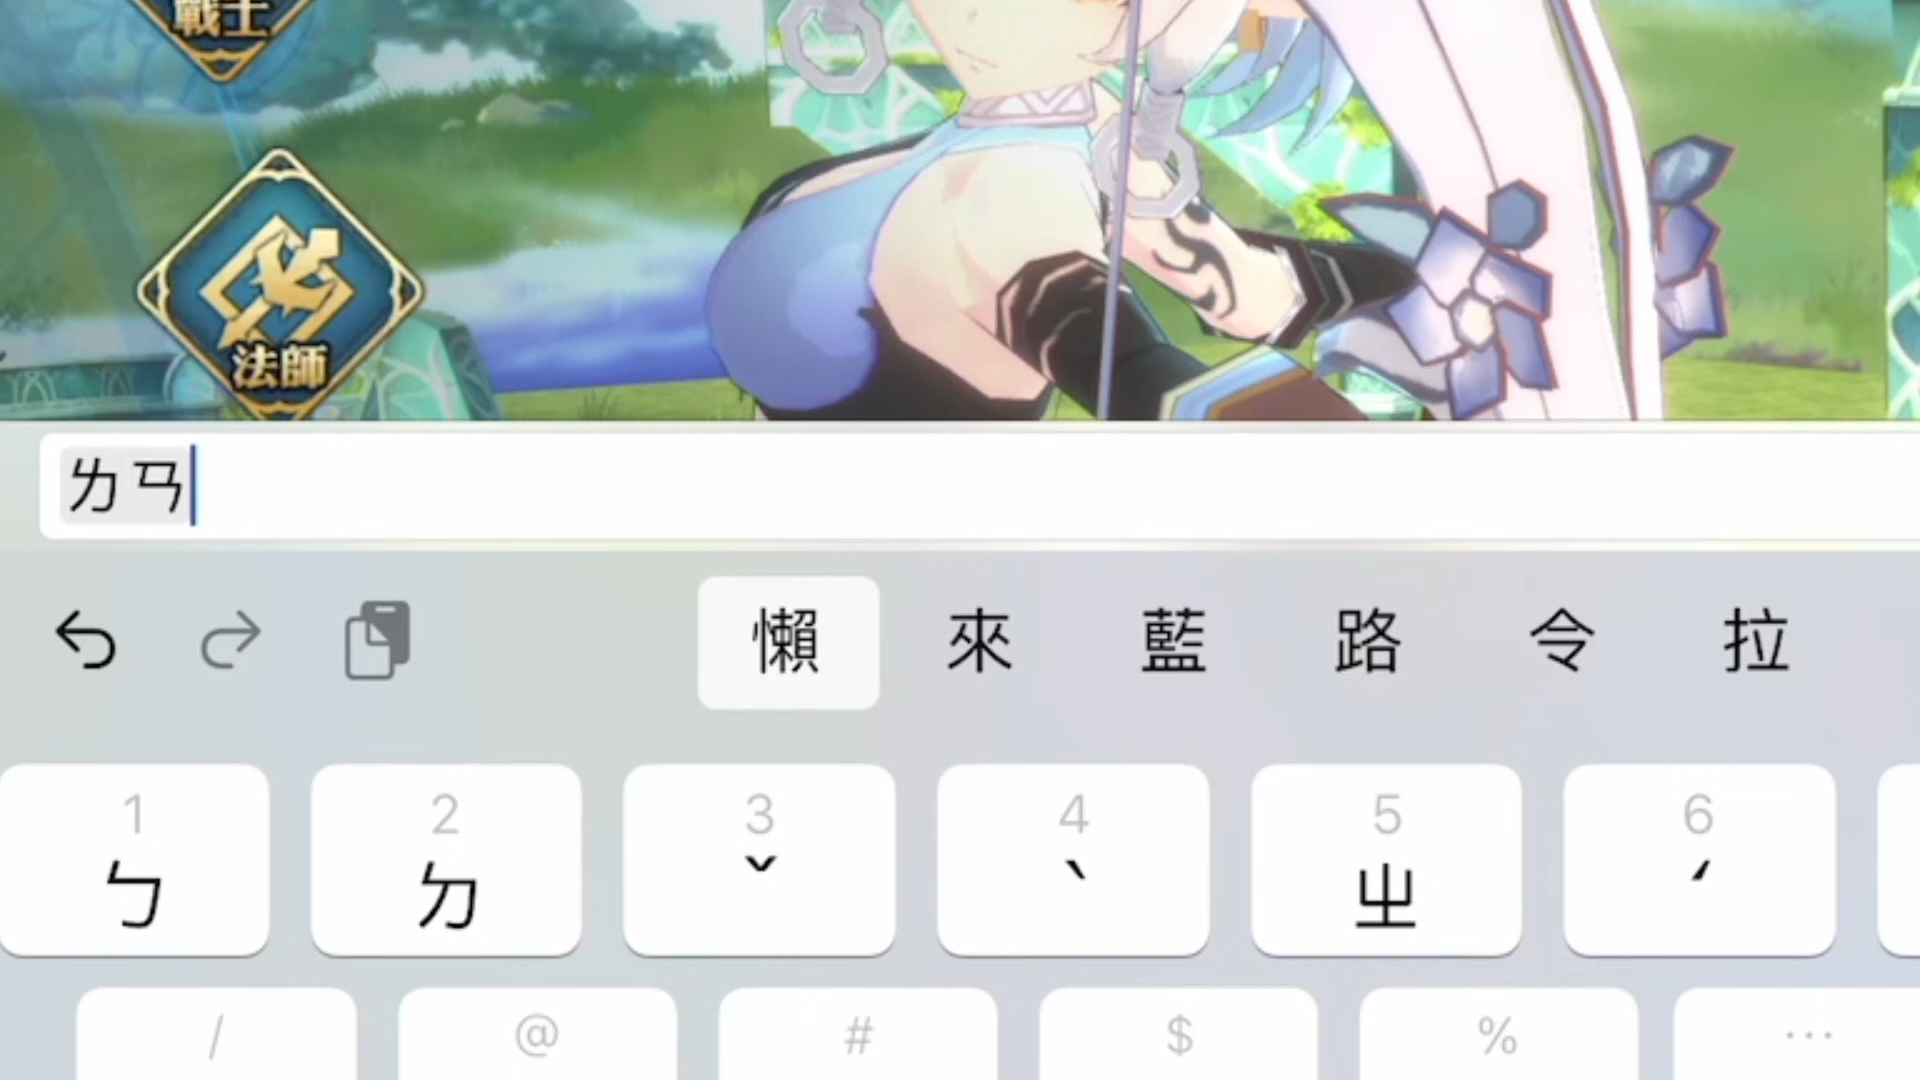 戰士
法師
ㄌㄢ
懶 來 藍 路 令 拉
1 2 3 4 5 6
ㄅ ㄉ ˇ ˋ ㄓ ˊ
/ @ # $ % ...